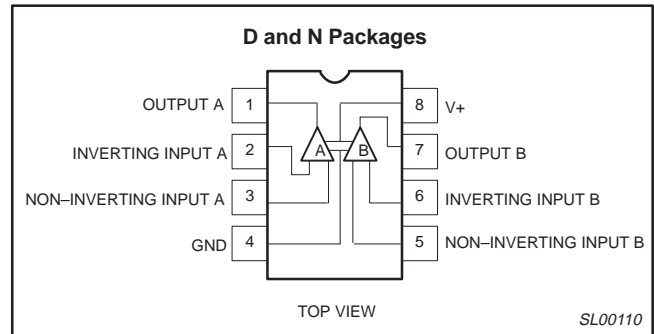 D and N Packages
OUTPUT A 1 8 V+
INVERTING INPUT A 2 A B 7 OUTPUT B
NON–INVERTING INPUT A 3 6 INVERTING INPUT B
GND 4 5 NON–INVERTING INPUT B
TOP VIEW
SL00110